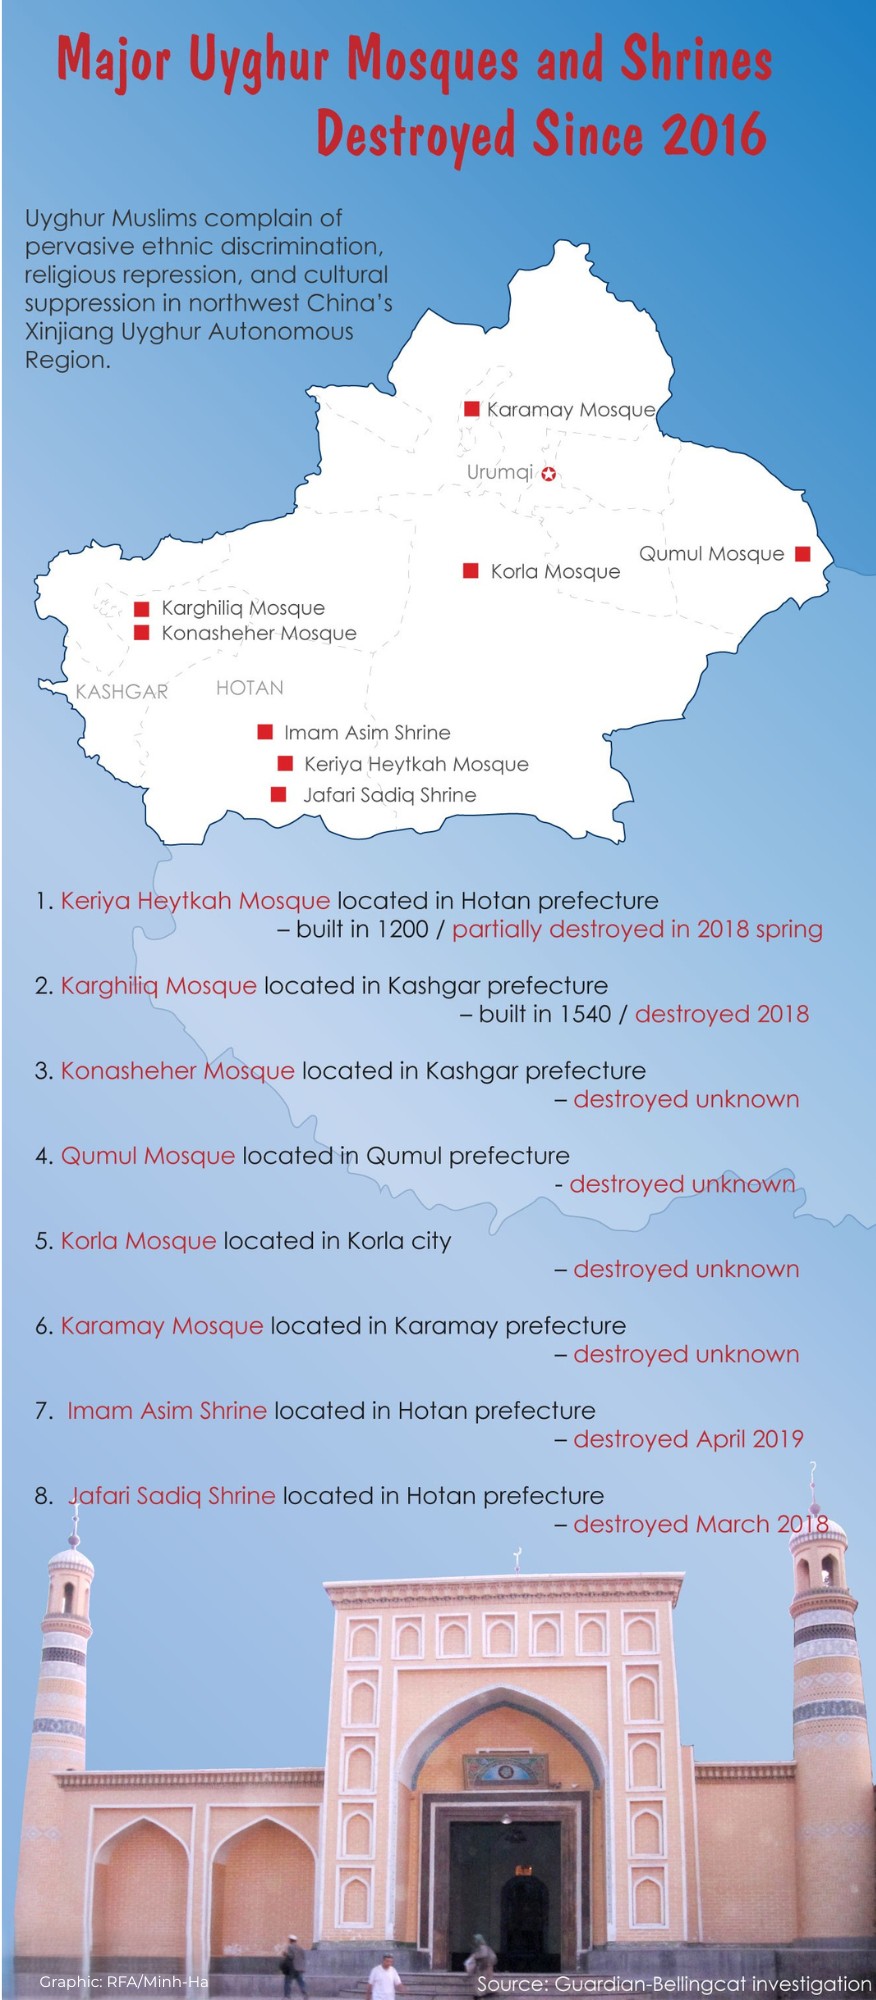 Major Uyghur Mosques and Shrines
Destroyed Since 2016
Uyghur Muslims complain of
pervasive ethnic discrimination,
religious repression, and cultural
suppression in northwest China's
Xinjiang Uyghur Autonomous
Region.
Karamay Mosque
Urumqi
Qumul Mosque
Korla Mosque
Karghiliq Mosque
Konasheher Mosque
KASHGAR
HOTAN
Imam Asim Shrine
Keriya Heytkah Mosque
Jafari Sadiq Shrine
1. Keriya Heytkah Mosque located in Hotan prefecture
– built in 1200 / partially destroyed in 2018 spring
2. Karghiliq Mosque located in Kashgar prefecture
– built in 1540 / destroyed 2018
3. Konasheher Mosque located in Kashgar prefecture
– destroyed unknown
4. Qumul Mosque located in Qumul prefecture
- destroyed unknown
5. Korla Mosque located in Korla city
– destroyed unknown
6. Karamay Mosque located in Karamay prefecture
– destroyed unknown
7. Imam Asim Shrine located in Hotan prefecture
– destroyed April 2019
8. Jafari Sadiq Shrine located in Hotan prefecture
– destroyed March 2018
Graphic: RFA/Minh-Ha
Source: Guardian-Bellingcat investigation